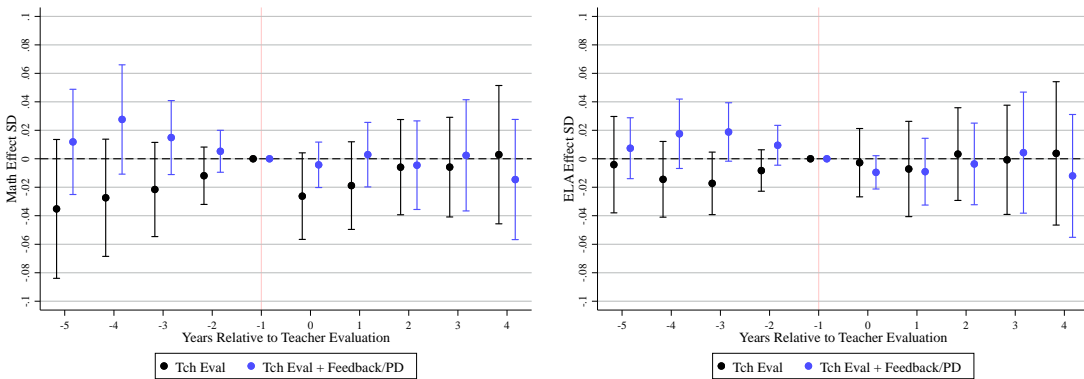 .1
.08
.06
.04
.02
0
-.02
-.04
-.06
-.08
-.1
Math Effect SD
-5 -4 -3 -2 -1 0 1 2 3 4
Years Relative to Teacher Evaluation
Tch Eval Tch Eval + Feedback/PD
.1
.08
.06
.04
.02
0
-.02
-.04
-.06
-.08
-.1
ELA Effect SD
-5 -4 -3 -2 -1 0 1 2 3 4
Years Relative to Teacher Evaluation
Tch Eval Tch Eval + Feedback/PD